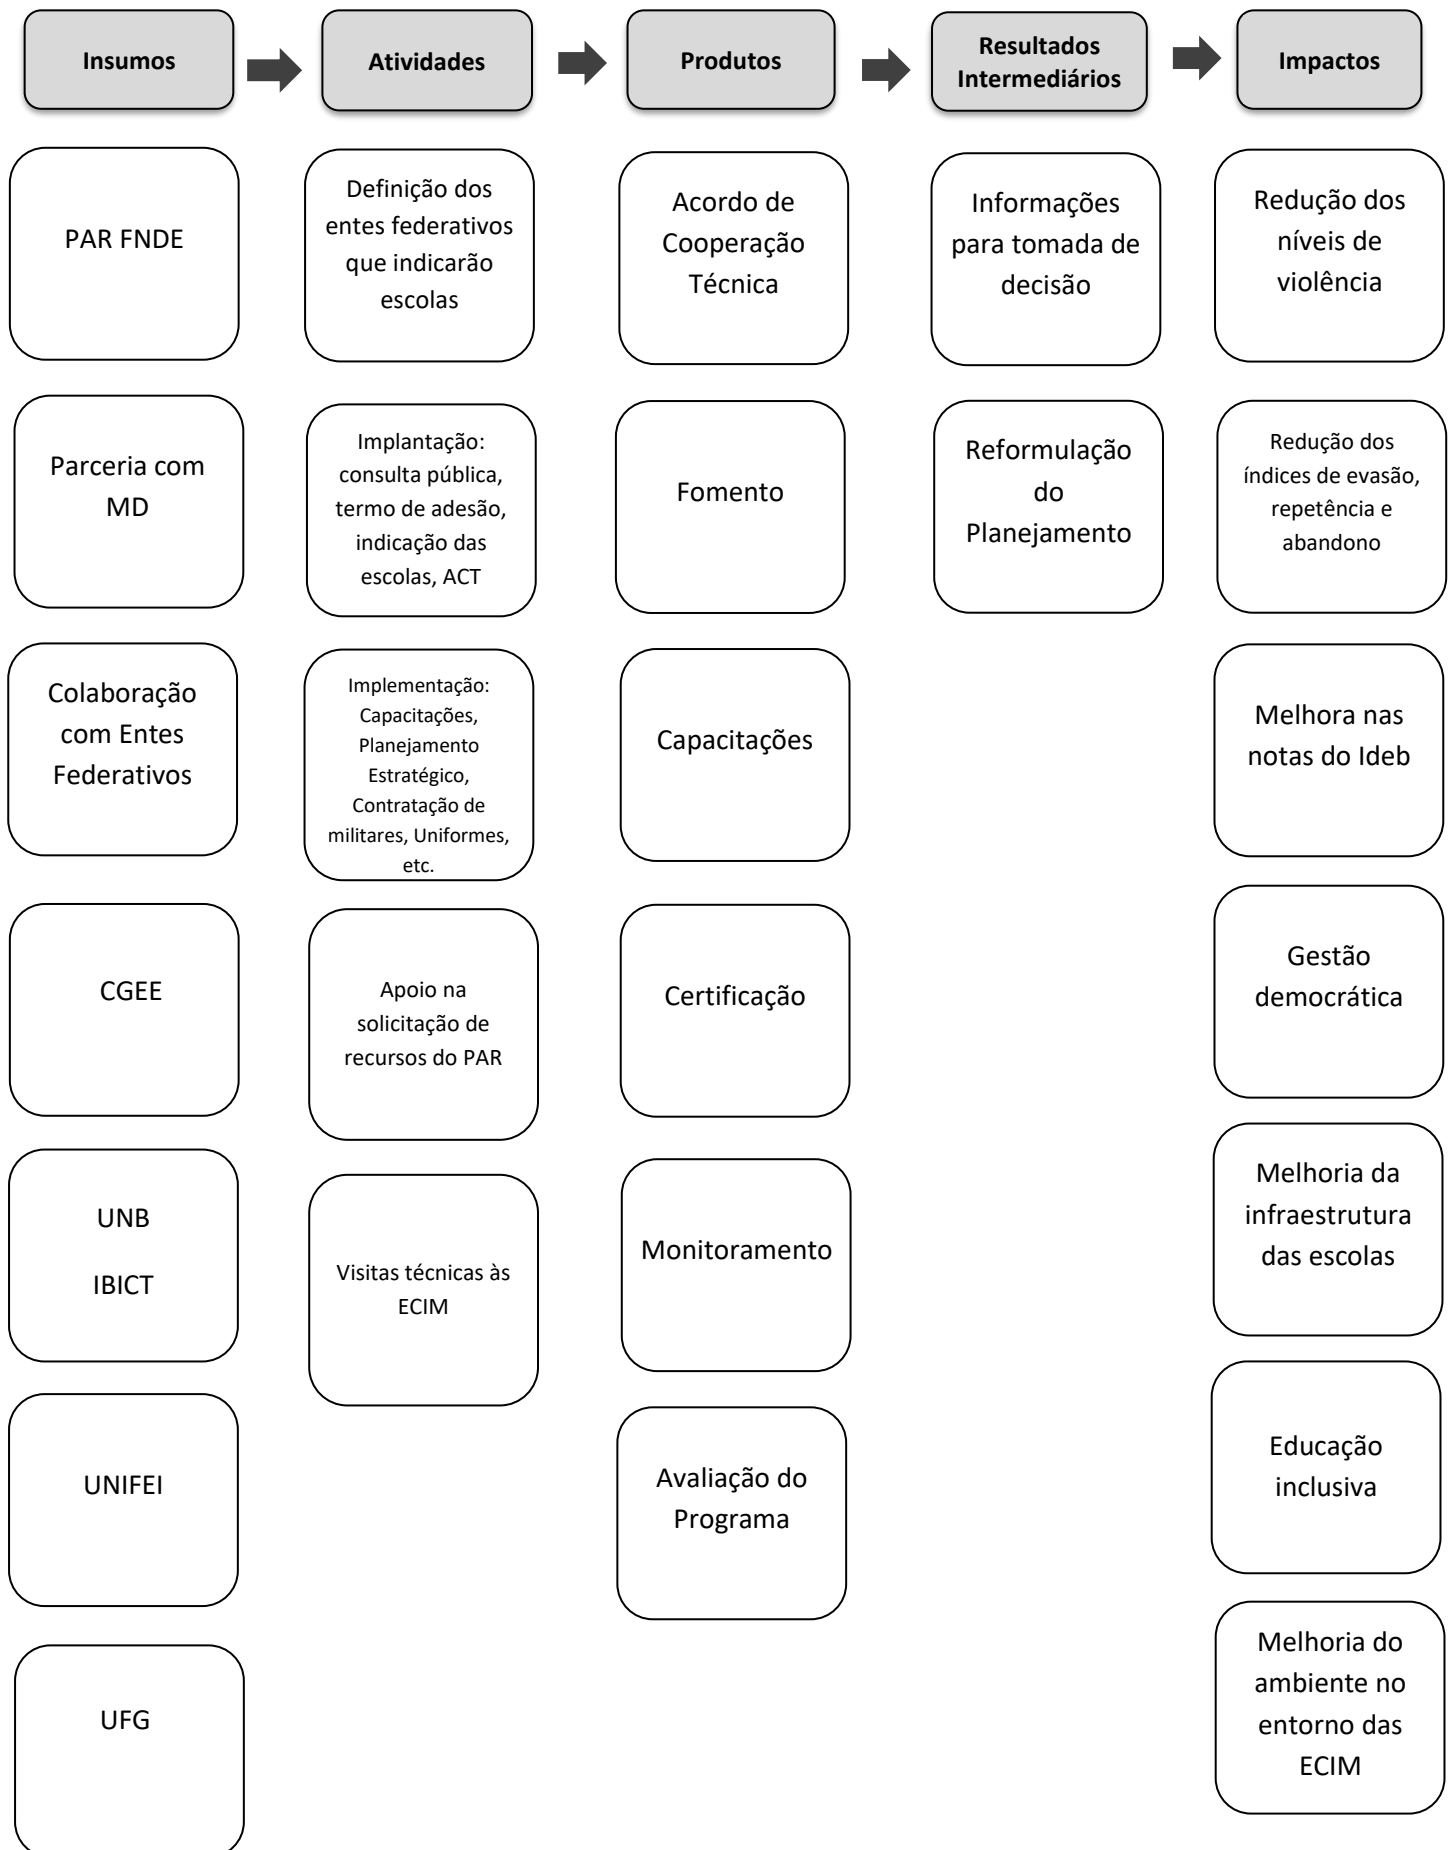 Insumos
Atividades
Produtos
Resultados
Intermediários
Impactos
PAR FNDE
Definição dos
entes federativos
que indicarão
escolas
Acordo de
Cooperação
Técnica
Informações
para tomada de
decisão
Redução dos
níveis de
violência
Parceria com
MD
Implantação:
consulta pública,
termo de adesão,
indicação das
escolas, ACT
Fomento
Reformulação
do
Planejamento
Redução dos
índices de evasão,
repetência e
abandono
Colaboração
com Entes
Federativos
Implementação:
Capacitações,
Planejamento
Estratégico,
Contratação de
militares, Uniformes,
etc.
Capacitações
Melhora nas
notas do Ideb
CGEE
Apoio na
solicitação de
recursos do PAR
Certificação
Gestão
democrática
UNB
IBICT
Visitas técnicas às
ECIM
Monitoramento
Melhoria da
infraestrutura
das escolas
UNIFEI
Avaliação do
Programa
Educação
inclusiva
UFG
Melhoria do
ambiente no
entorno das
ECIM